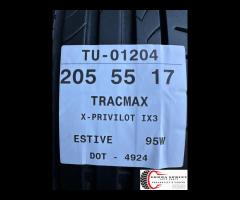 TU-01204
205 55 17
TRACMAX
X-PRIVILOT IX3
ESTIVE 95W
DOT - 4924